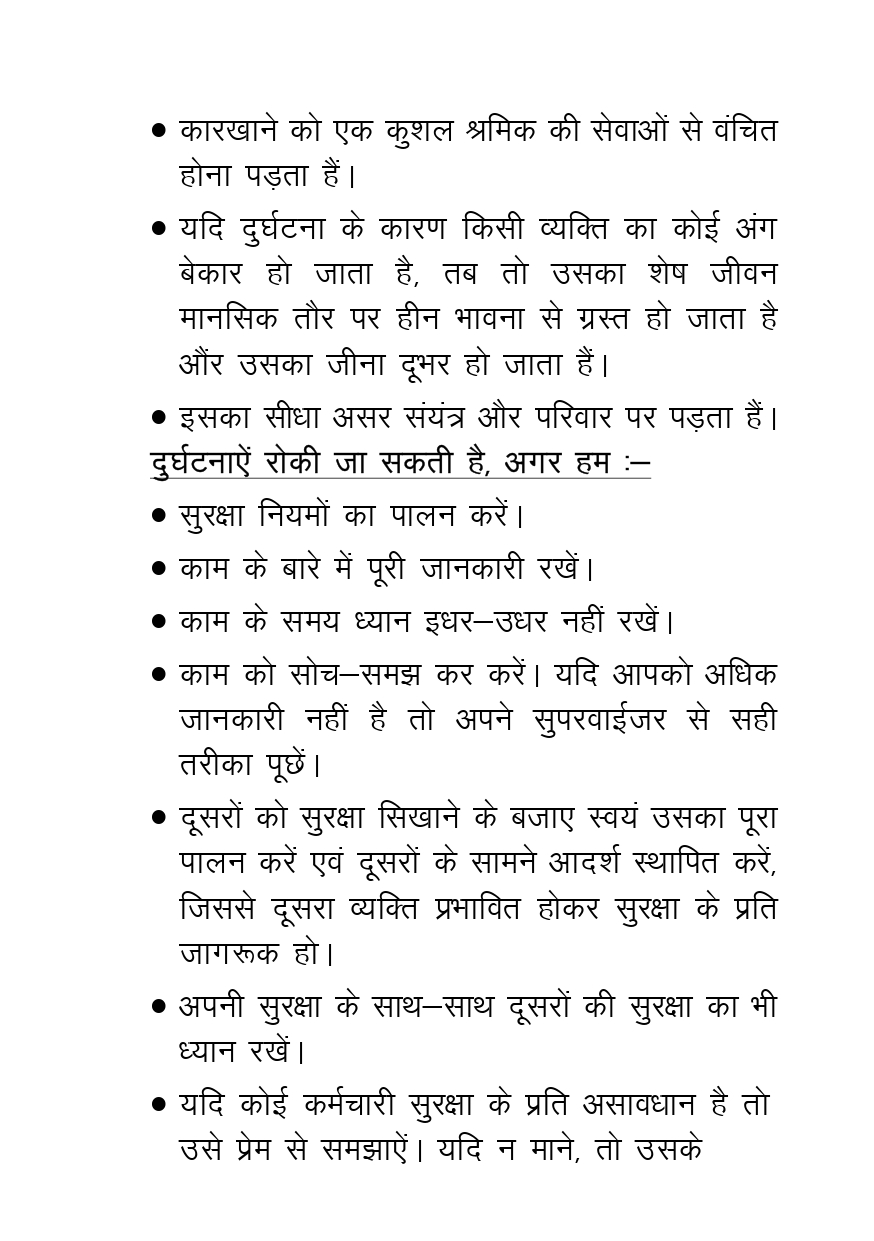 • कारखाने को एक कुशल श्रमिक की सेवाओं से वंचित
होना पड़ता हैं।
• यदि दुर्घटना के कारण किसी व्यक्ति का कोई अंग
बेकार हो जाता है, तब तो उसका शेष जीवन
मानसिक तौर पर हीन भावना से ग्रस्त हो जाता है
औंर उसका जीना दूभर हो जाता हैं।
• इसका सीधा असर संयंत्र और परिवार पर पड़ता हैं।
दुर्घटनाऐं रोकी जा सकती है, अगर हम :–
• सुरक्षा नियमों का पालन करें।
• काम के बारे में पूरी जानकारी रखें।
• काम के समय ध्यान इधर–उधर नहीं रखें।
• काम को सोच–समझ कर करें। यदि आपको अधिक
जानकारी नहीं है तो अपने सुपरवाईजर से सही
तरीका पूछें।
• दूसरों को सुरक्षा सिखाने के बजाए स्वयं उसका पूरा
पालन करें एवं दूसरों के सामने आदर्श स्थापित करें,
जिससे दूसरा व्यक्ति प्रभावित होकर सुरक्षा के प्रति
जागरूक हो।
• अपनी सुरक्षा के साथ–साथ दूसरों की सुरक्षा का भी
ध्यान रखें।
• यदि कोई कर्मचारी सुरक्षा के प्रति असावधान है तो
उसे प्रेम से समझाऐं। यदि न माने, तो उसके